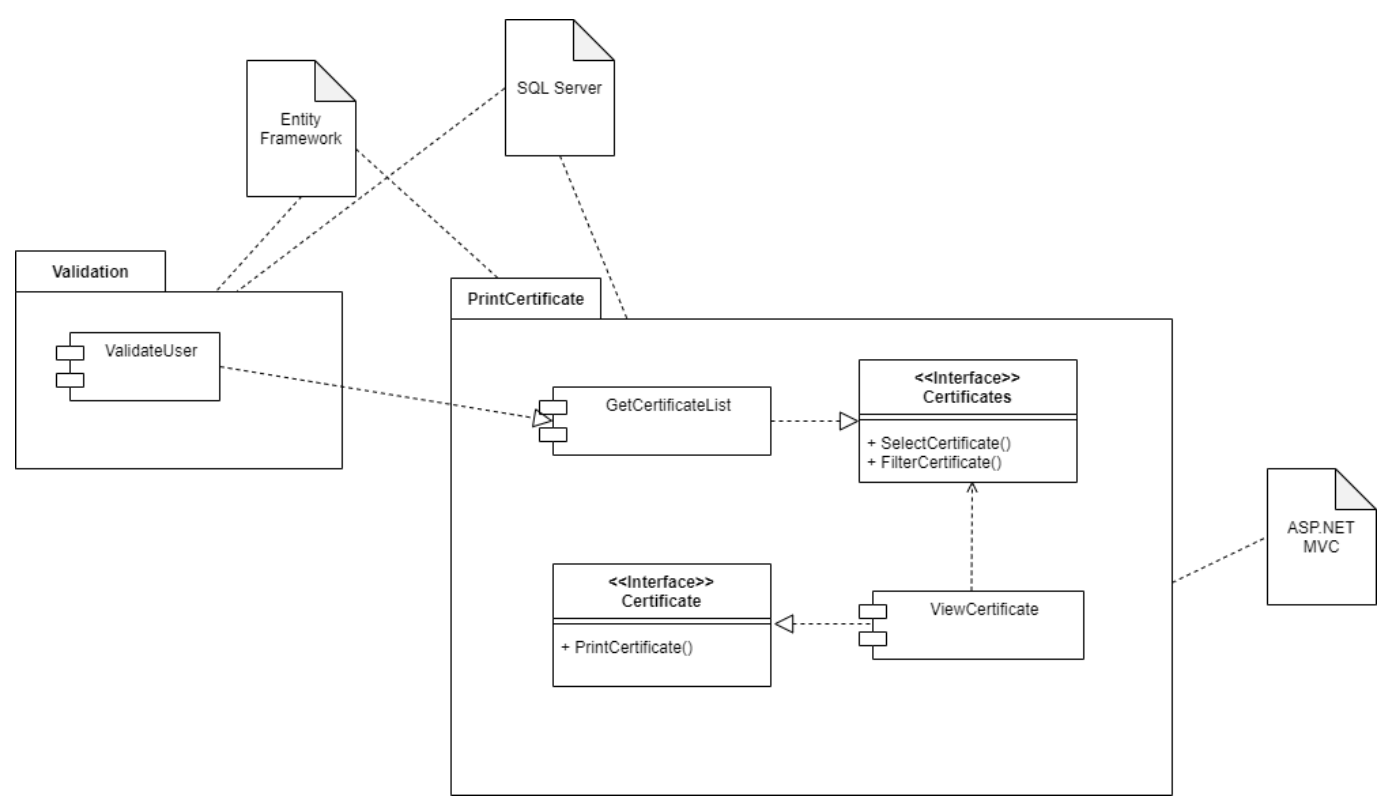 SQL Server
Entity
Framework
Validation
PrintCertificate
ValidateUser
GetCertificateList
<<Interface>>
Certificates
+ SelectCertificate()
+ FilterCertificate()
ASP.NET
MVC
<<Interface>>
Certificate
+ PrintCertificate()
ViewCertificate